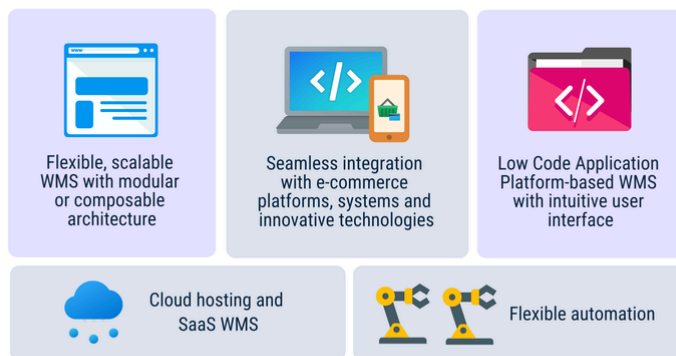 www
Flexible, scalable
WMS with modular
or composable
architecture
Seamless integration
with e-commerce
platforms, systems and
innovative technologies
Low Code Application
Platform-based WMS
with intuitive user
interface
Cloud hosting and
SaaS WMS
Flexible automation